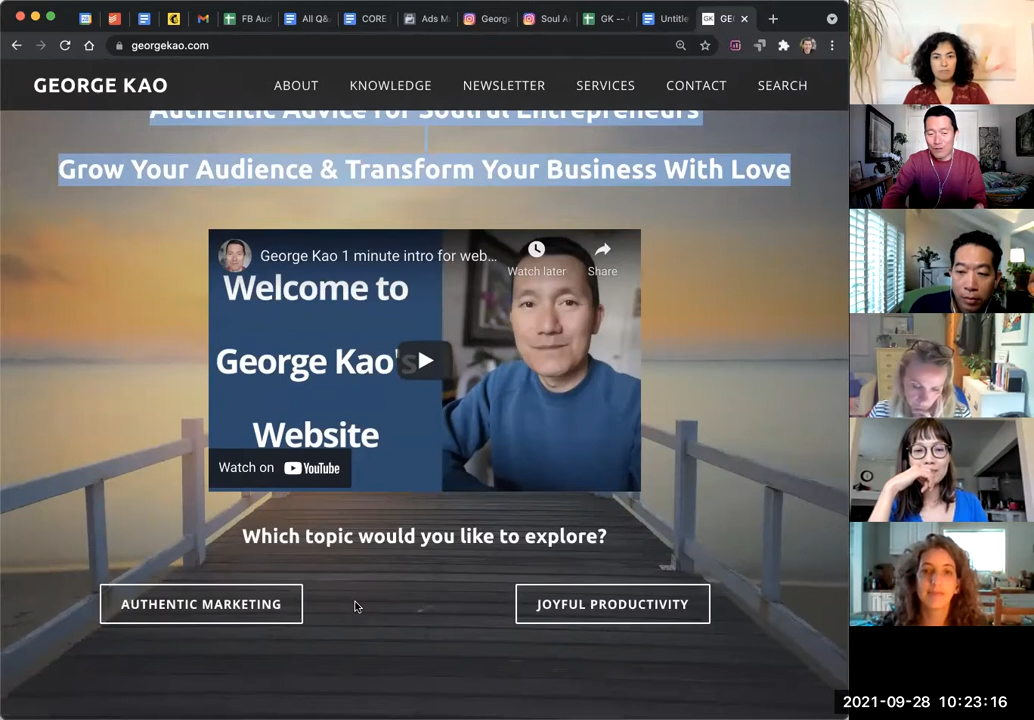 FB Aud
All Q&
CORE
Ads M
George
Soul A
GK --
Untitle
GK
GE
georgekao.com
GEORGE KAO
ABOUT
KNOWLEDGE
NEWSLETTER
SERVICES
CONTACT
SEARCH
Authentic Advice for Soulful Entrepreneurs
|
Grow Your Audience & Transform Your Business With Love
George Kao 1 minute intro for web...
Watch later
Share
Welcome to
George Kao's
Website
Watch on YouTube
Which topic would you like to explore?
AUTHENTIC MARKETING
JOYFUL PRODUCTIVITY
2021-09-28 10:23:16